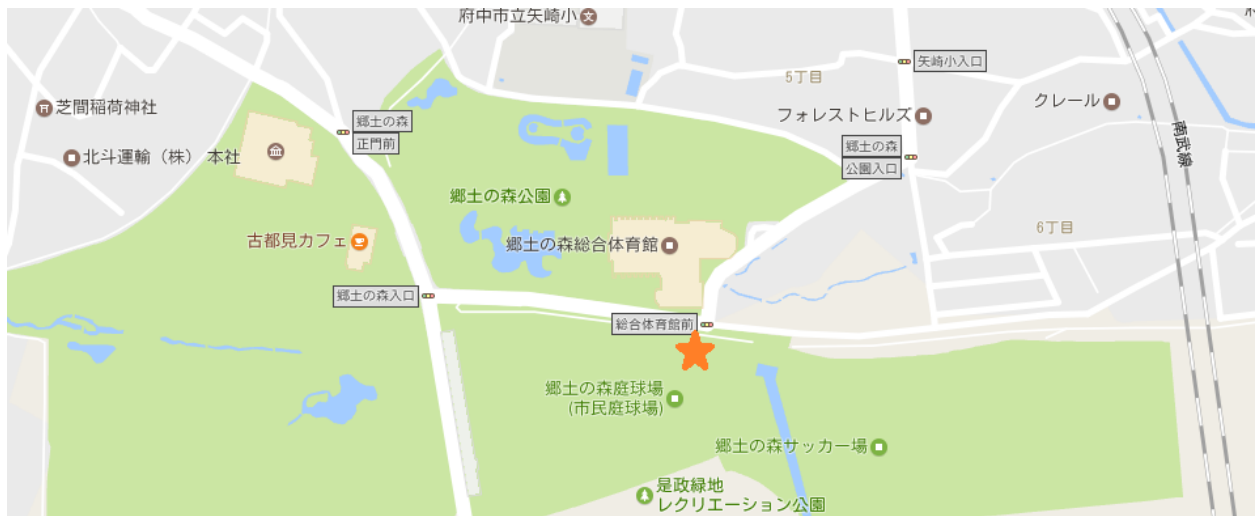 府中市立矢崎小
矢崎小入口
5丁目
芝間稲荷神社
クレール
フォレストヒルズ
郷土の森
正門前
南武線
北斗運輸(株) 本社
郷土の森
公園入口
郷土の森公園
古都見カフェ
郷土の森総合体育館
6丁目
郷土の森入口
総合体育館前
郷土の森庭球場
(市民庭球場)
郷土の森サッカー場
是政緑地
レクリエーション公園